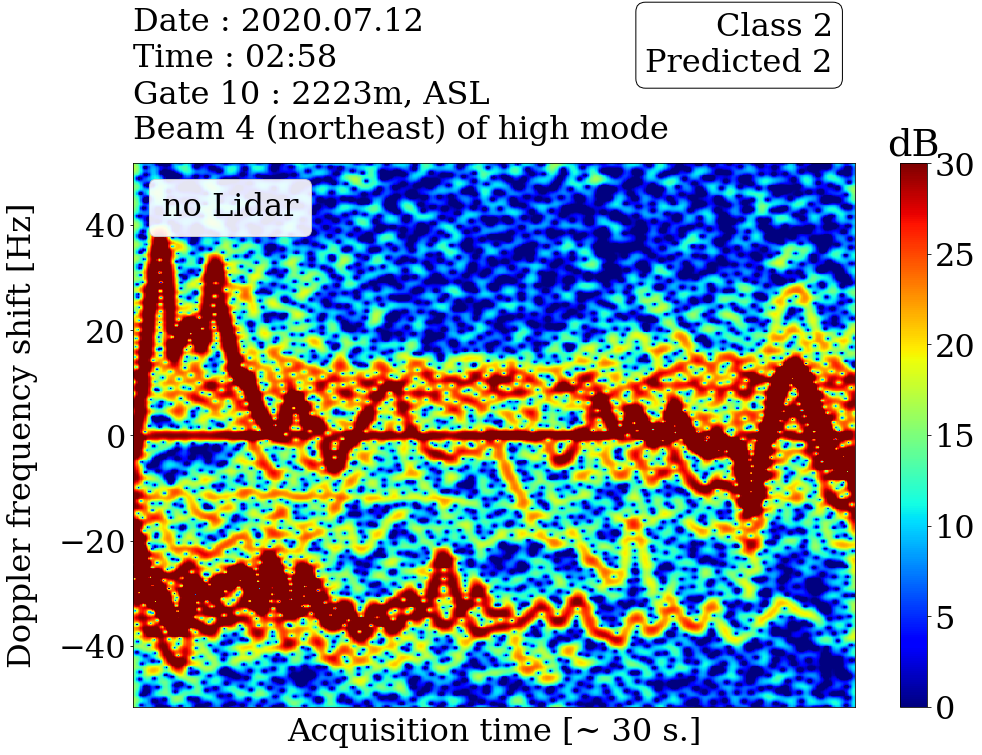 Date : 2020.07.12
Time : 02:58
Gate 10 : 2223m, ASL
Beam 4 (northeast) of high mode
Class 2
Predicted 2
dB
no Lidar
Doppler frequency shift [Hz]
40
20
0
−20
−40
30
25
20
15
10
5
0
Acquisition time [~ 30 s.]